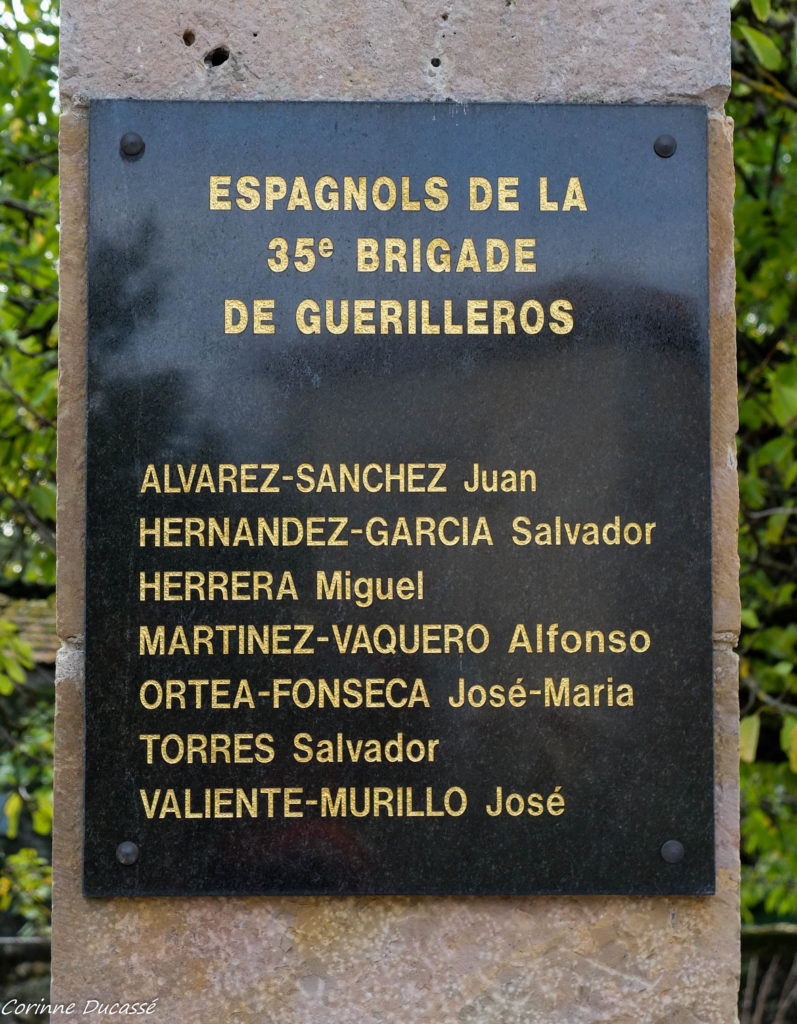 ESPAGNOLS DE LA
35e BRIGADE
DE GUERILLEROS
ALVAREZ-SANCHEZ Juan
HERNANDEZ-GARCIA Salvador
HERRERA Miguel
MARTINEZ-VAQUERO Alfonso
ORTEA-FONSECA José-Maria
TORRES Salvador
VALIENTE-MURILLO José
Corinne Ducassé